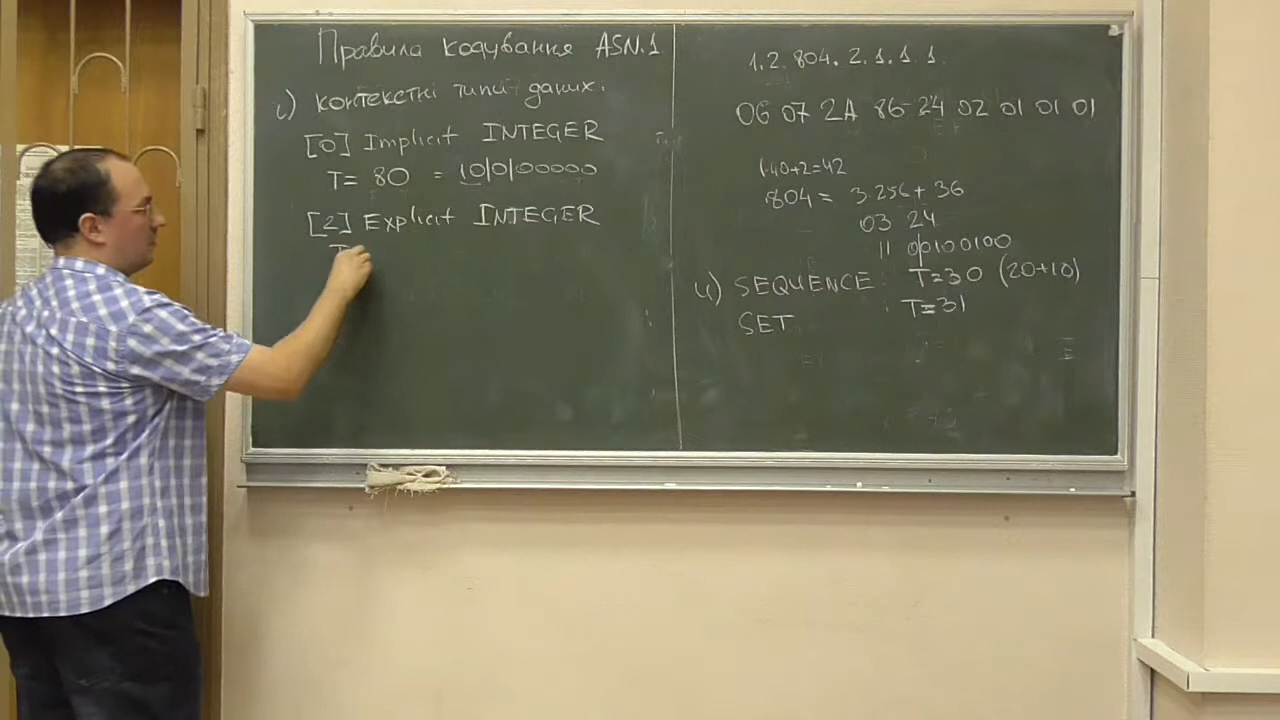 Правила кодування ASN.1
с) контекстні типи даних.
[0] Implicit INTEGER
T= 80 = 10|0|00000
[2] Explicit INTEGER
T=
1.2.804.2.1.1.1.
06 07 2A 86 24 02 01 01 01
1·40+2=42
804 = 3·256+36
03 24
11 00100100
и) SEQUENCE: T=30 (20+10)
SET : T=31